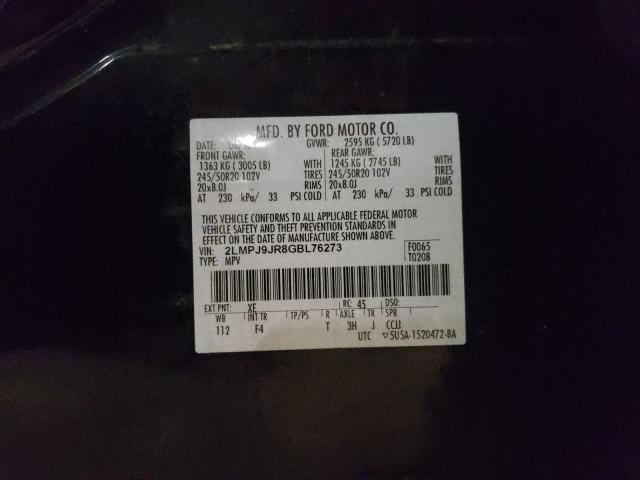 MFD. BY FORD MOTOR CO.
DATE: GVWR: 2595 KG ( 5720 LB)
FRONT GAWR: REAR GAWR:
1363 KG ( 3005 LB) WITH 1245 KG ( 2745 LB) WITH
245/50R20 102V TIRES 245/50R20 102V TIRES
20x8.0J RIMS 20x8.0J RIMS
AT 230 kPa/ 33 PSI COLD AT 230 kPa/ 33 PSI COLD
THIS VEHICLE CONFORMS TO ALL APPLICABLE FEDERAL MOTOR
VEHICLE SAFETY AND THEFT PREVENTION STANDARDS IN
EFFECT ON THE DATE OF MANUFACTURE SHOWN ABOVE.
VIN: 2LMPJ9JR8GBL76273 F0065
TYPE: MPV T0208
EXT PNT: XE RC: 45 DSO:
WB INT TR TP/PS R AXLE TR SPR
112 F4 T 3H J CCJJ
UTC ▽5USA-1520472-BA